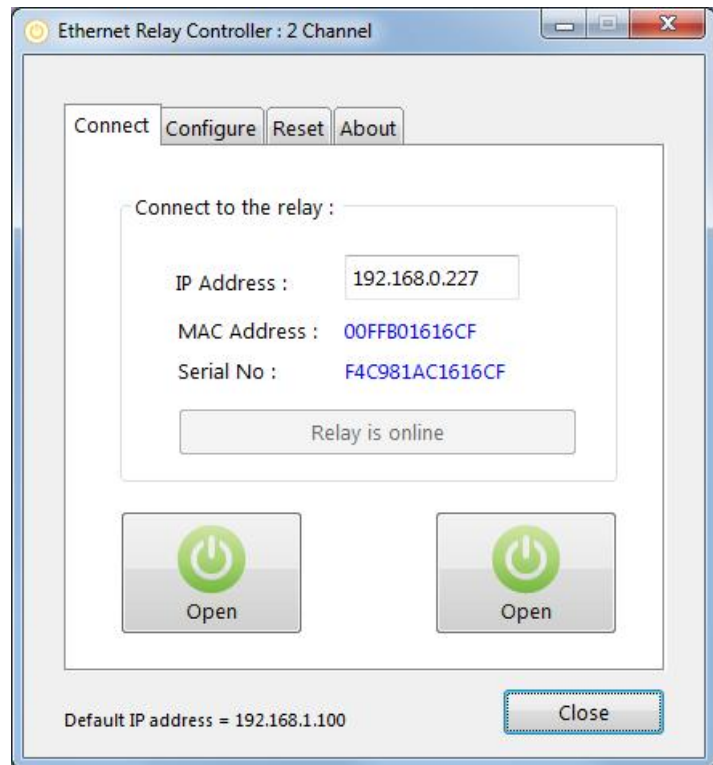 Ethernet Relay Controller : 2 Channel
Connect Configure Reset About
Connect to the relay :
IP Address : 192.168.0.227
MAC Address : 00FFB01616CF
Serial No : F4C981AC1616CF
Relay is online
Open Open
Default IP address = 192.168.1.100 Close